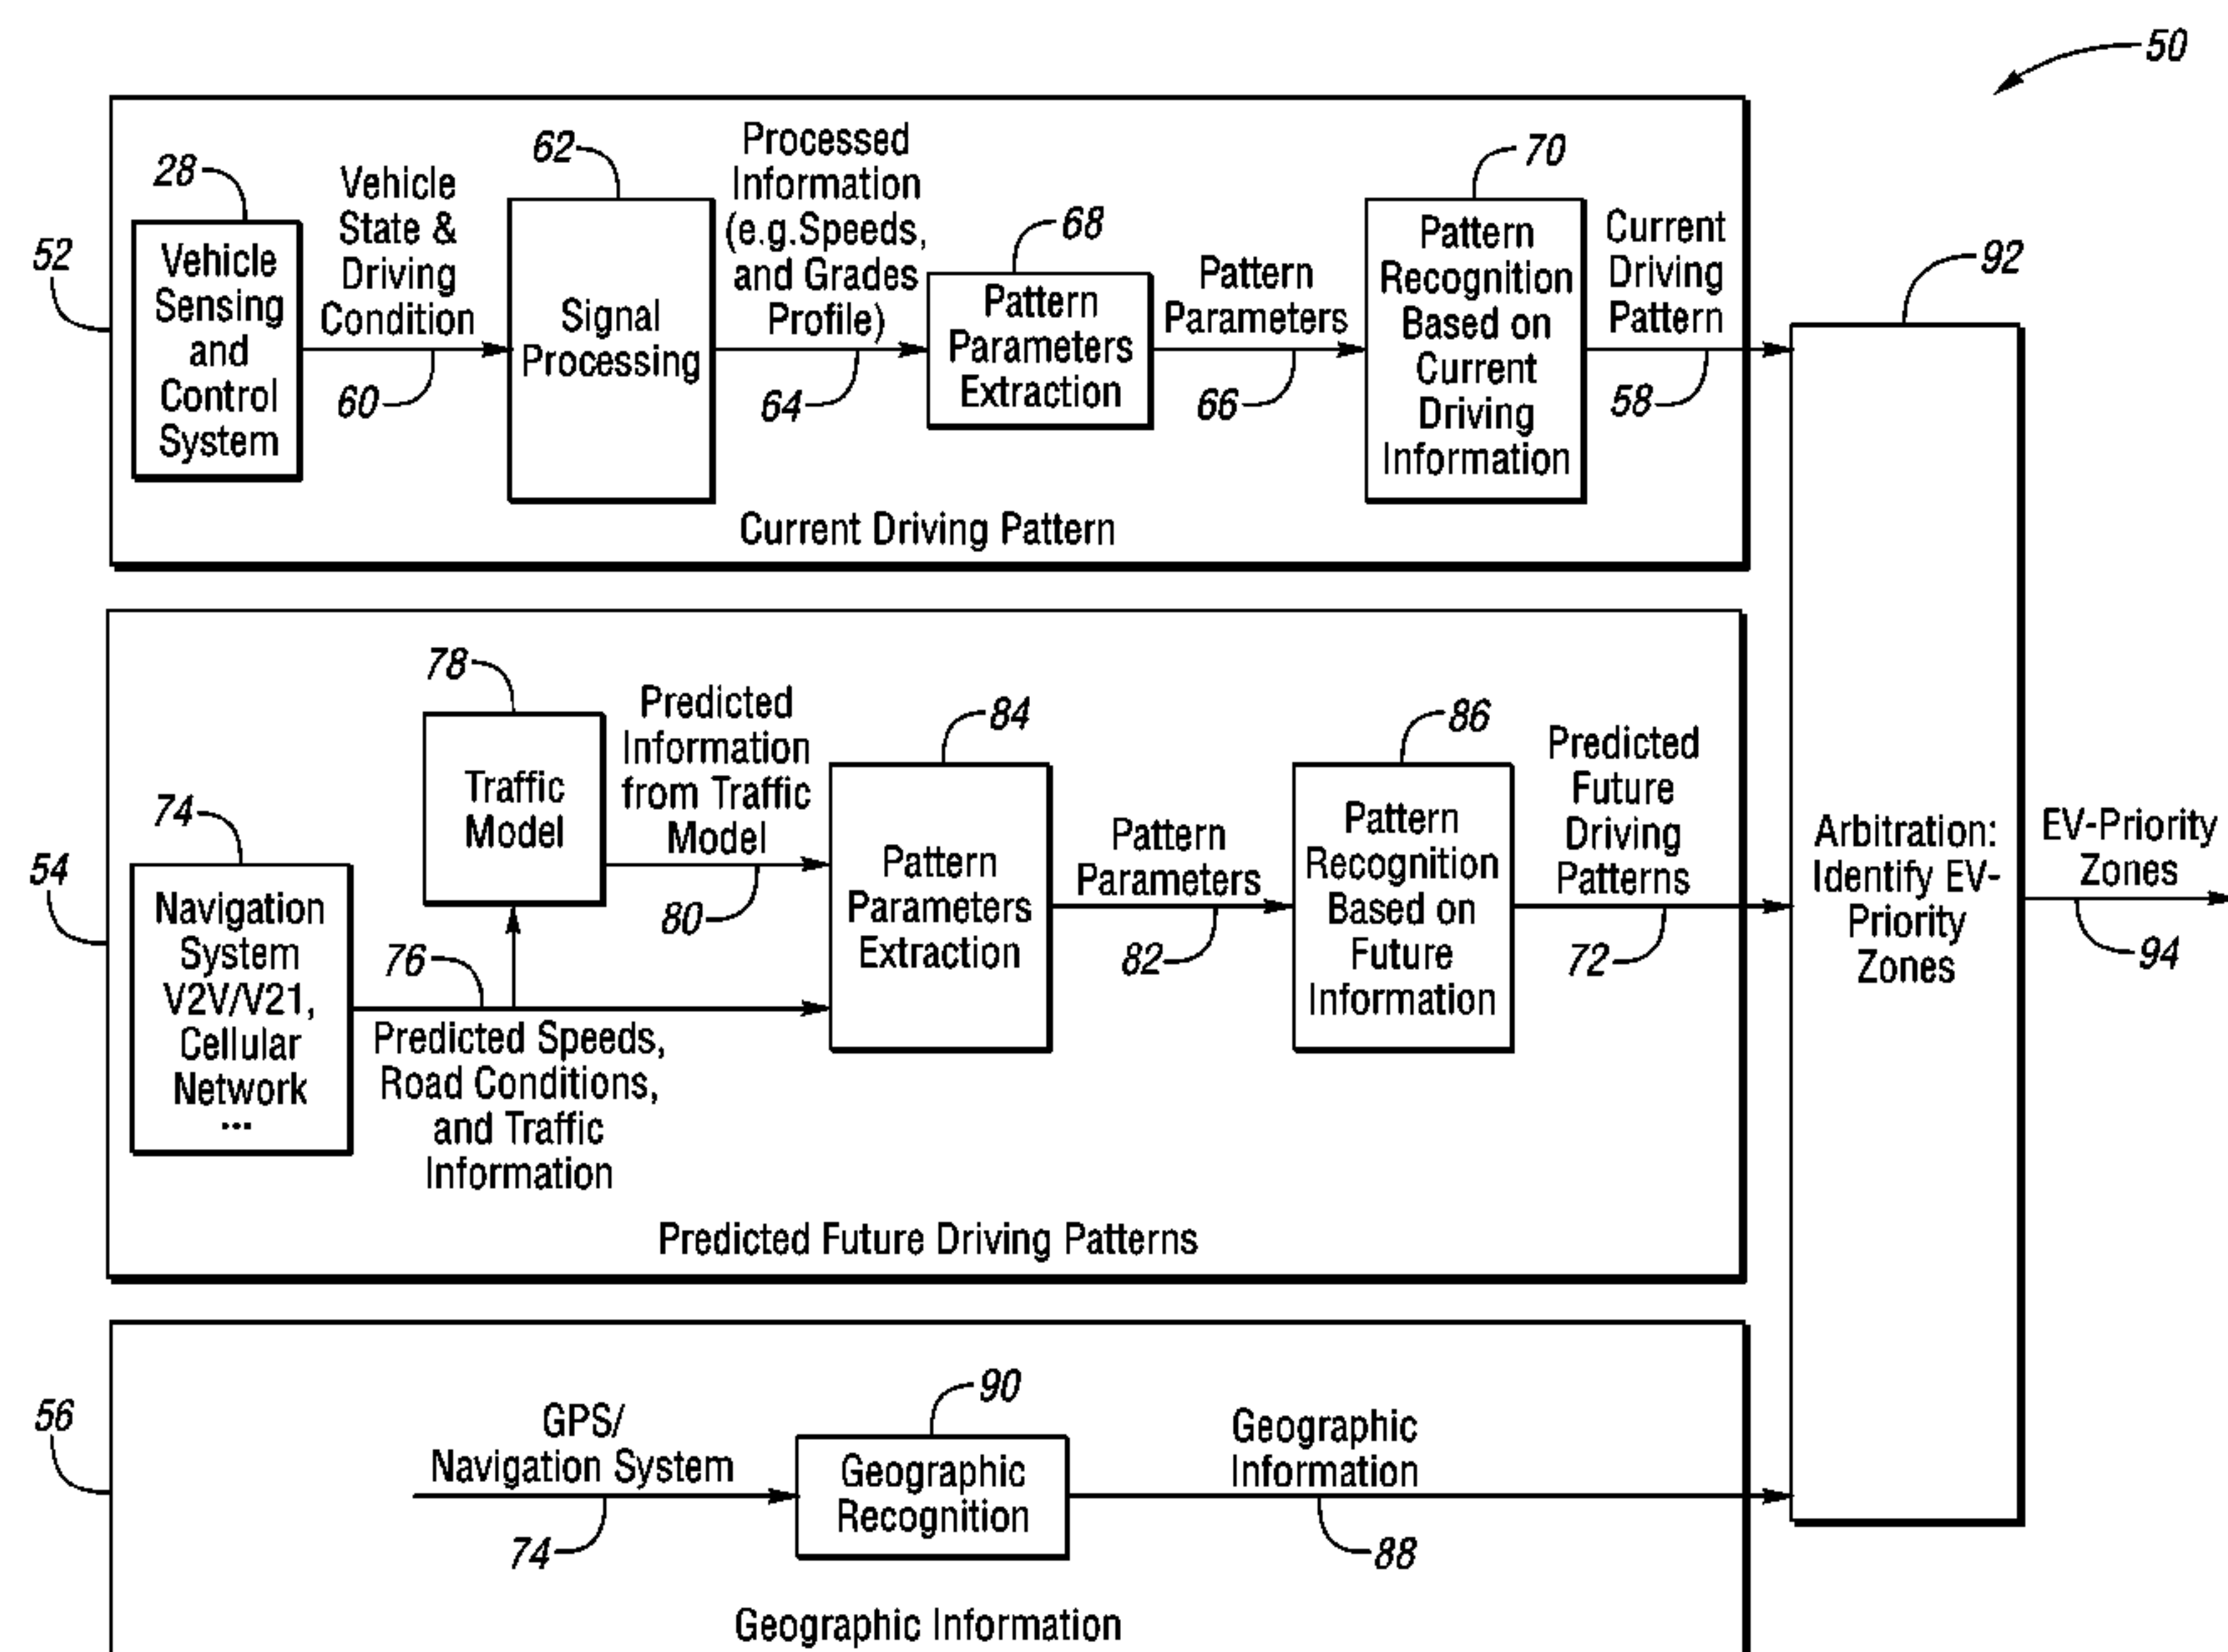 50
52
28
Vehicle
Sensing
and
Control
System
Vehicle
State &
Driving
Condition
60
62
Signal
Processing
Processed
Information
(e.g.Speeds,
and Grades
Profile)
64
68
Pattern
Parameters
Extraction
Pattern
Parameters
66
70
Pattern
Recognition
Based on
Current
Driving
Information
Current
Driving
Pattern
58
Current Driving Pattern
54
74
Navigation
System
V2V/V21,
Cellular
Network
...
76
Predicted Speeds,
Road Conditions,
and Traffic
Information
78
Traffic
Model
Predicted
Information
from Traffic
Model
80
84
Pattern
Parameters
Extraction
Pattern
Parameters
82
86
Pattern
Recognition
Based on
Future
Information
Predicted
Future
Driving
Patterns
72
Predicted Future Driving Patterns
56
GPS/
Navigation System
74
90
Geographic
Recognition
Geographic
Information
88
Geographic Information
92
Arbitration:
Identify EV-
Priority
Zones
EV-Priority
Zones
94